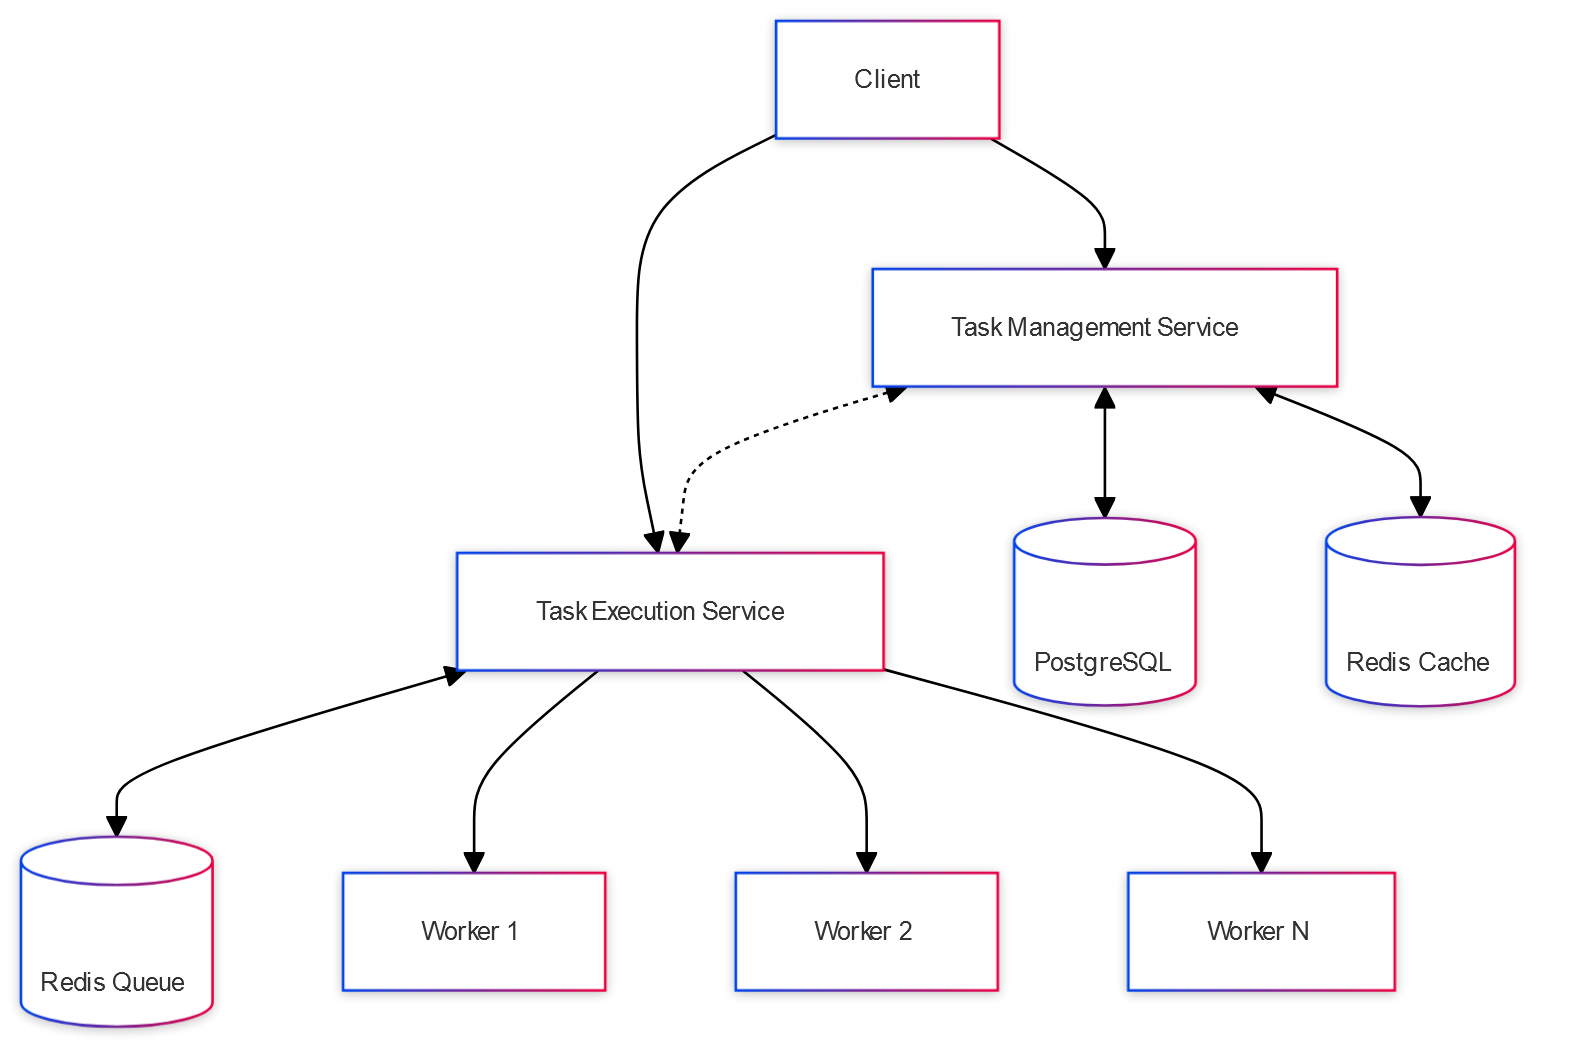 Client
Task Management Service
Task Execution Service
PostgreSQL
Redis Cache
Worker 1
Worker 2
Worker N
Redis Queue